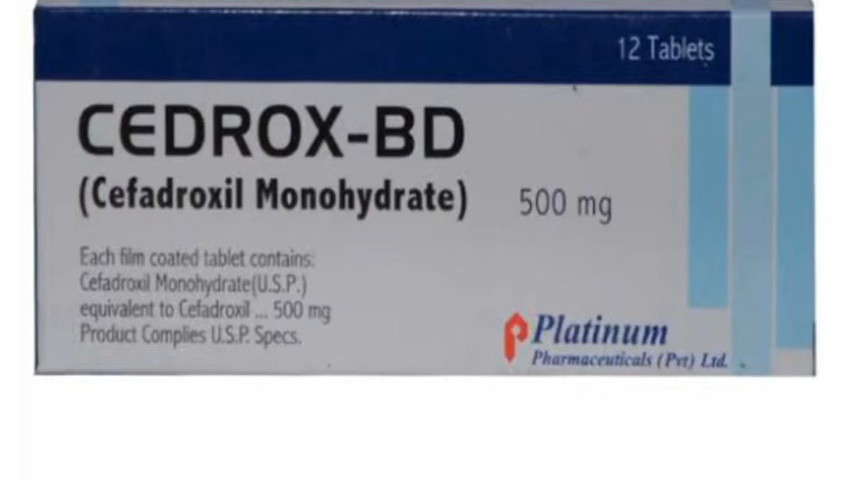 12 Tablets
CEDROX-BD
(Cefadroxil Monohydrate) 500 mg
Each film coated tablet contains:
Cefadroxil Monohydrate(U.S.P.)
equivalent to Cefadroxil ... 500 mg
Product Complies U.S.P. Specs.
Platinum
Pharmaceuticals (Pvt) Ltd.